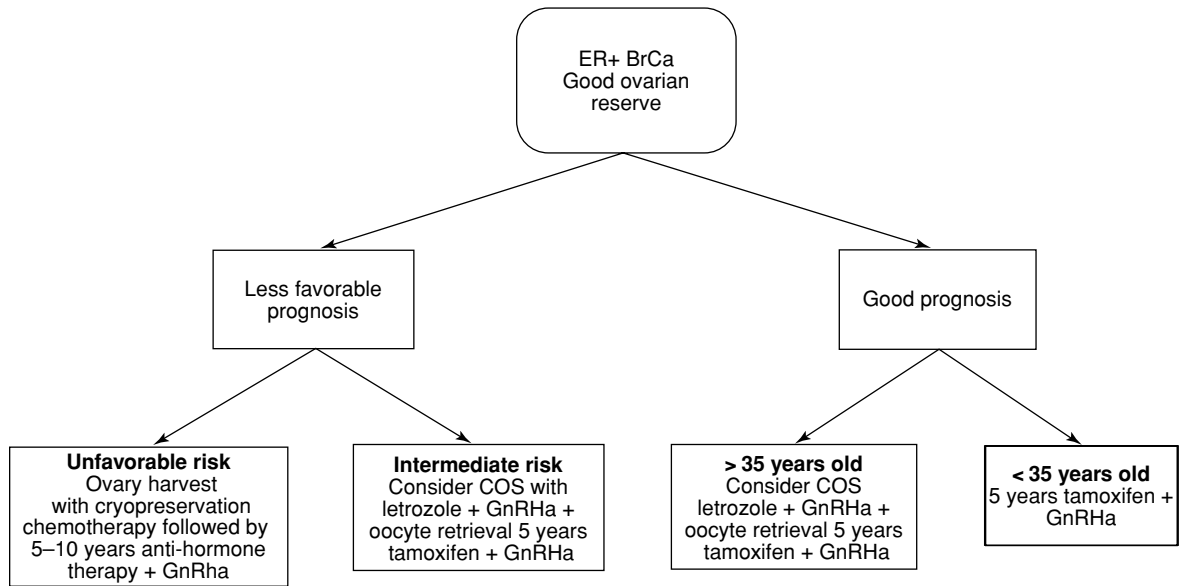 ER+ BrCa
Good ovarian
reserve
Less favorable
prognosis
Good prognosis
Unfavorable risk
Ovary harvest
with cryopreservation
chemotherapy followed by
5–10 years anti-hormone
therapy + GnRha
Intermediate risk
Consider COS with
letrozole + GnRHa +
oocyte retrieval 5 years
tamoxifen + GnRHa
> 35 years old
Consider COS
letrozole + GnRHa +
oocyte retrieval 5 years
tamoxifen + GnRHa
< 35 years old
5 years tamoxifen +
GnRHa